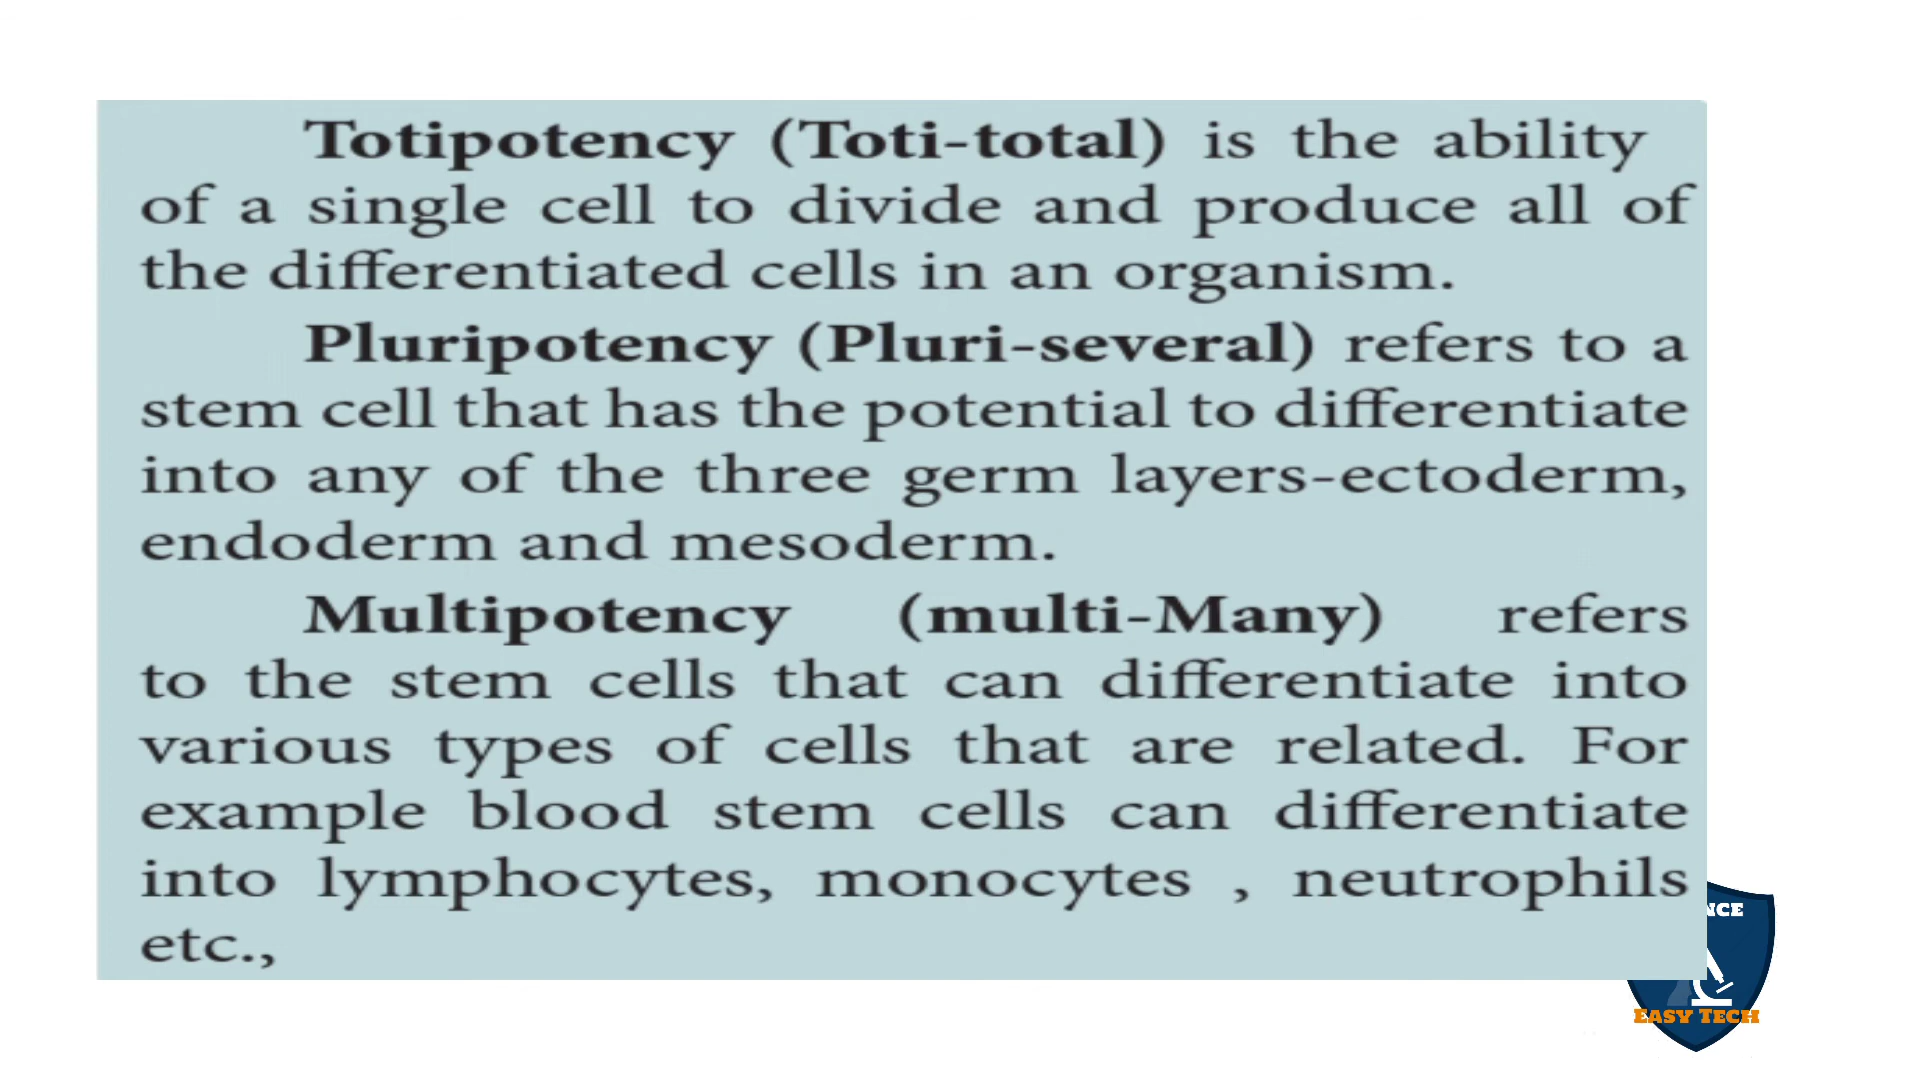 Totipotency (Toti-total) is the ability
of a single cell to divide and produce all of
the differentiated cells in an organism.
Pluripotency (Pluri-several) refers to a
stem cell that has the potential to differentiate
into any of the three germ layers-ectoderm,
endoderm and mesoderm.
Multipotency (multi-Many) refers
to the stem cells that can differentiate into
various types of cells that are related. For
example blood stem cells can differentiate
into lymphocytes, monocytes , neutrophils
etc.,
EASY TECH